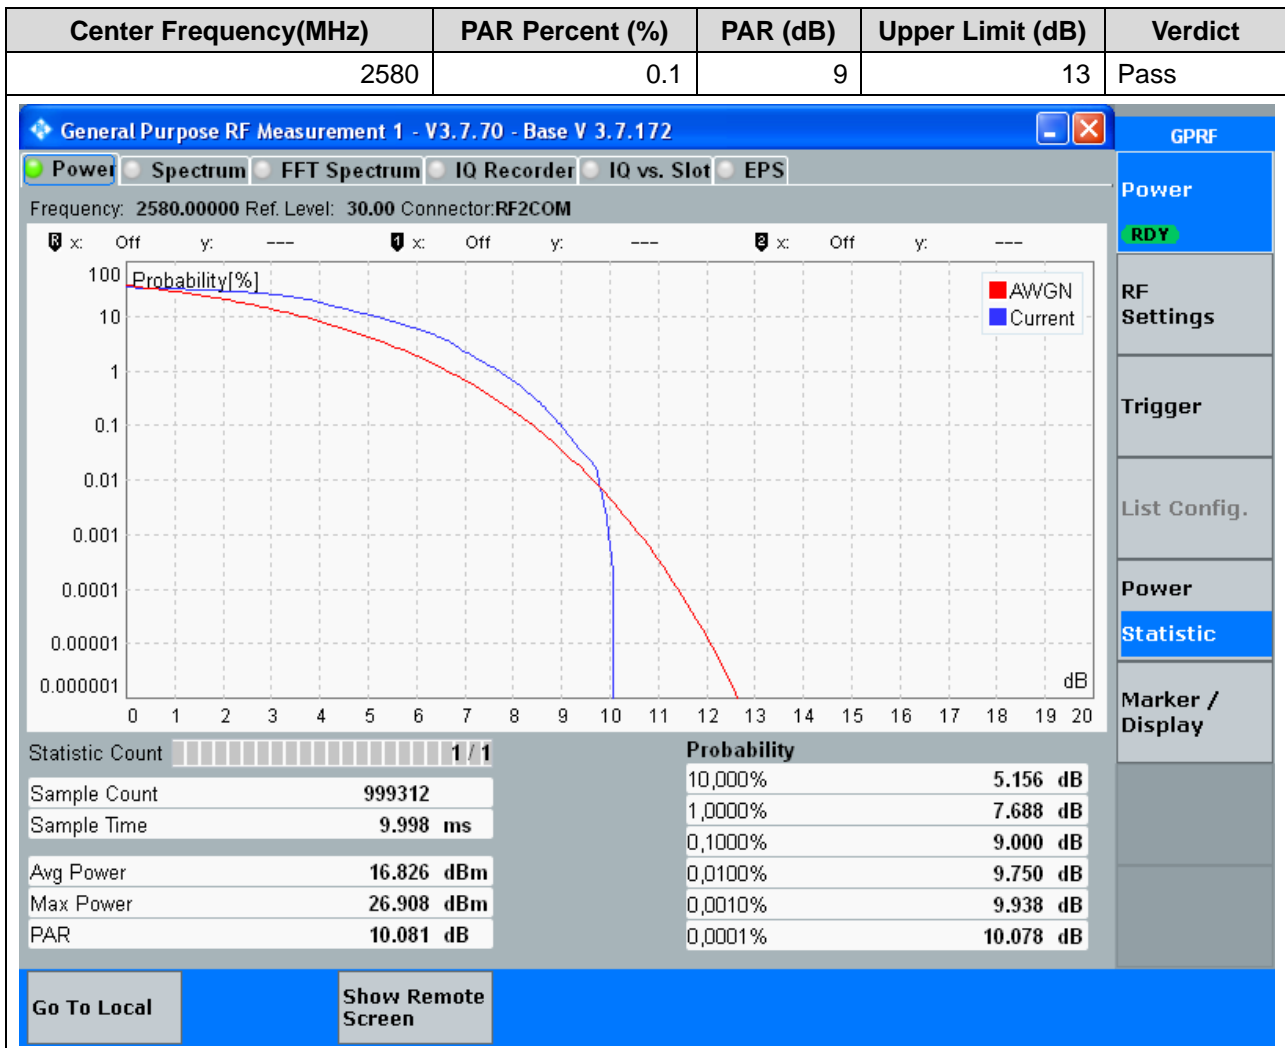 Center Frequency(MHz) PAR Percent (%) PAR (dB) Upper Limit (dB) Verdict
2580 0.1 9 13 Pass
General Purpose RF Measurement 1 - V3.7.70 - Base V 3.7.172
GPRF
Power Spectrum FFT Spectrum IQ Recorder IQ vs. Slot EPS
Power
RDY
Frequency: 2580.00000 Ref. Level: 30.00 Connector:RF2COM
R x: Off y: --- 1 x: Off y: --- 2 x: Off y: ---
Probability[%]
AWGN
Current
100
10
1
0.1
0.01
0.001
0.0001
0.00001
0.000001
dB
0 1 2 3 4 5 6 7 8 9 10 11 12 13 14 15 16 17 18 19 20
RF
Settings
Trigger
List Config.
Power
Statistic
Marker /
Display
Statistic Count 1 / 1
Sample Count 999312
Sample Time 9.998 ms
Avg Power 16.826 dBm
Max Power 26.908 dBm
PAR 10.081 dB
Probability
10,000% 5.156 dB
1,0000% 7.688 dB
0,1000% 9.000 dB
0,0100% 9.750 dB
0,0010% 9.938 dB
0,0001% 10.078 dB
Go To Local
Show Remote
Screen